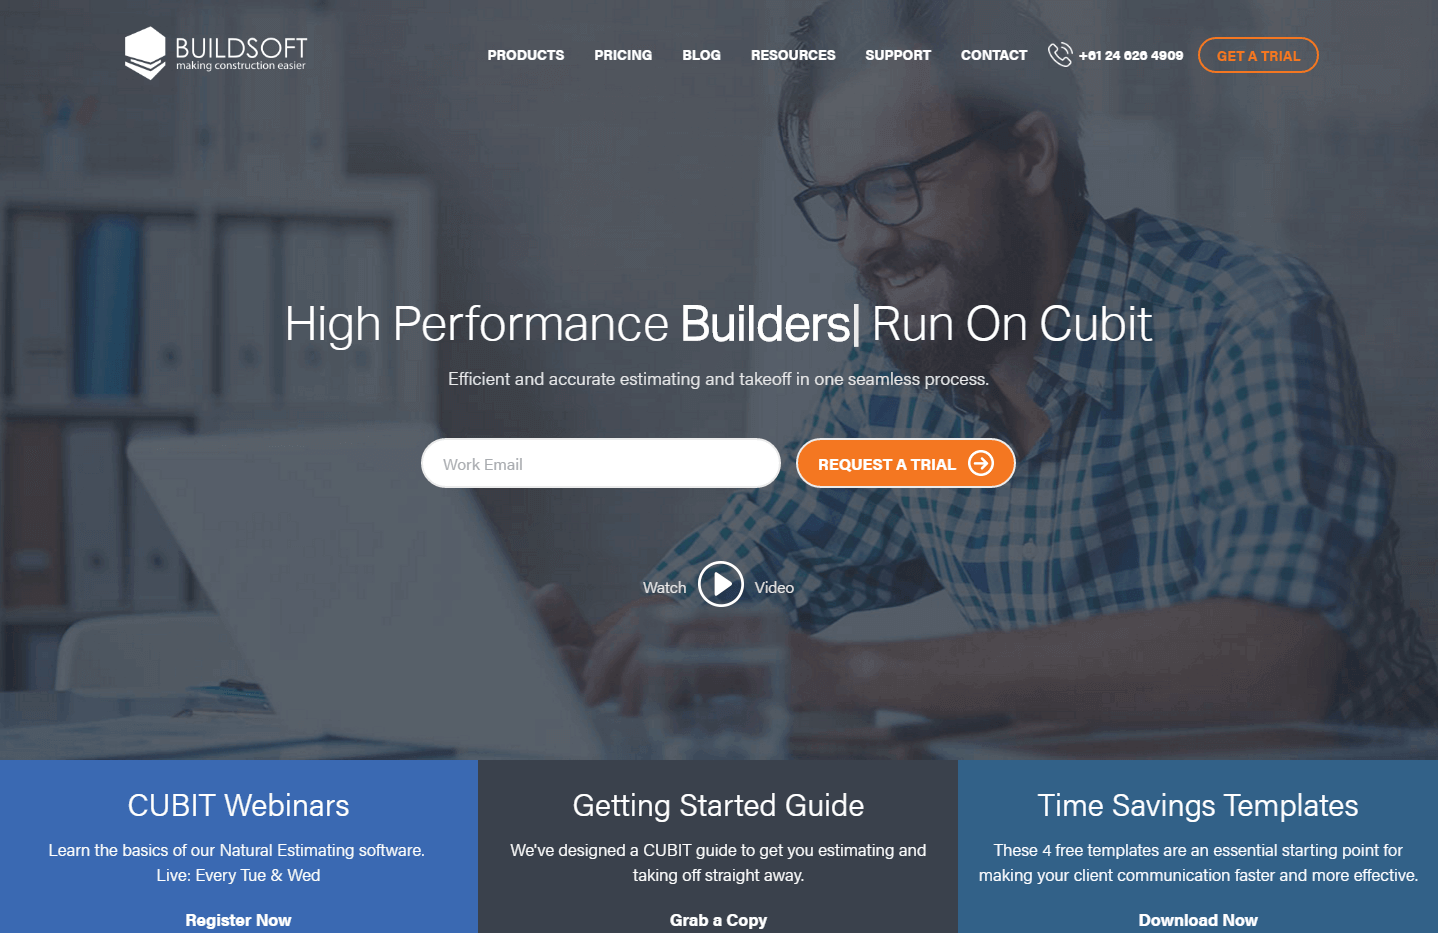 BUILDSOFT
making construction easier
PRODUCTS PRICING BLOG RESOURCES SUPPORT CONTACT +61 24 626 4909 GET A TRIAL
High Performance Builders| Run On Cubit
Efficient and accurate estimating and takeoff in one seamless process.
Work Email REQUEST A TRIAL
Watch Video
CUBIT Webinars
Learn the basics of our Natural Estimating software.
Live: Every Tue & Wed
Register Now
Getting Started Guide
We've designed a CUBIT guide to get you estimating and
taking off straight away.
Grab a Copy
Time Savings Templates
These 4 free templates are an essential starting point for
making your client communication faster and more effective.
Download Now